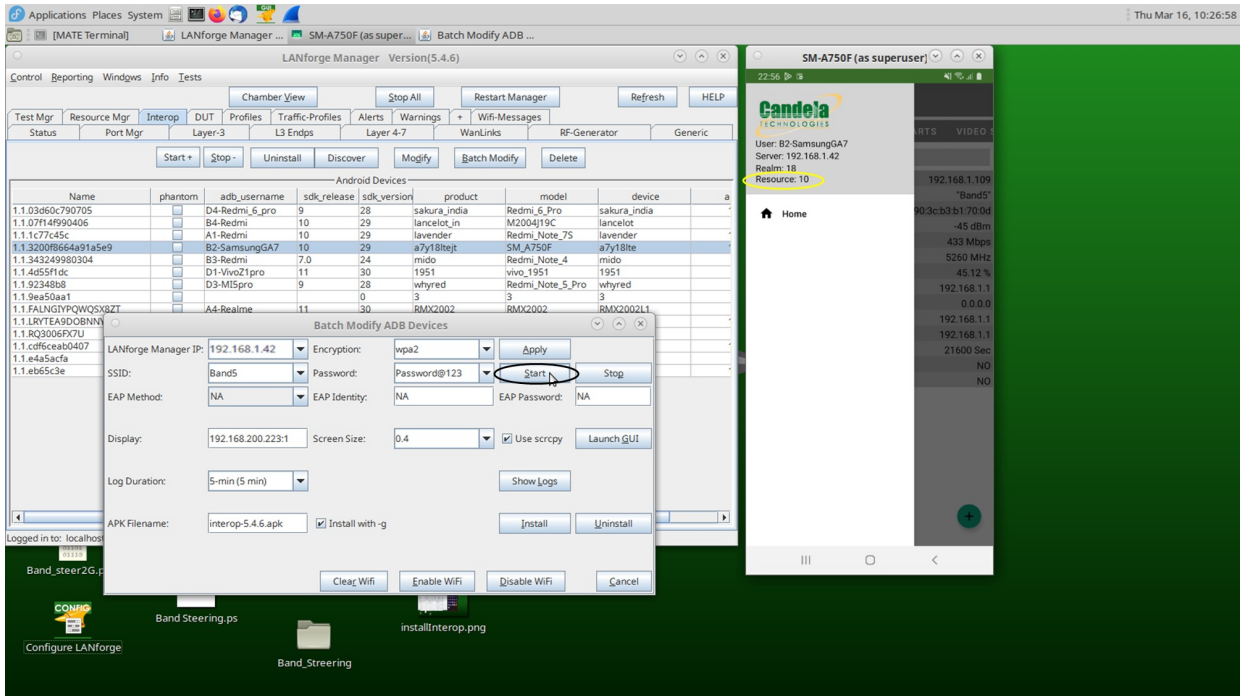 Applications Places System GUI Thu Mar 16, 10:26:58
[MATE Terminal] LANforge Manager ... SM-A750F (as super... Batch Modify ADB ...
LANforge Manager Version(5.4.6)
Control Reporting Windows Info Tests
Chamber View Stop All Restart Manager Refresh HELP
Test Mgr Resource Mgr Interop DUT Profiles Traffic-Profiles Alerts Warnings + Wifi-Messages
Status Port Mgr Layer-3 L3 Endps Layer 4-7 WanLinks RF-Generator Generic
Start + Stop - Uninstall Discover Modify Batch Modify Delete
Android Devices
Name phantom adb_username sdk_release sdk_version product model device a
1.1.03d60c790705 D4-Redmi_6_pro 9 28 sakura_india Redmi_6_Pro sakura_india
1.1.07f14f990406 B4-Redmi 10 29 lancelot_in M2004J19C lancelot
1.1.1c77c45c A1-Redmi 10 29 lavender Redmi_Note_7S lavender
1.1.3200f8664a91a5e9 B2-SamsungGA7 10 29 a7y18ltejt SM_A750F a7y18lte
1.1.343249980304 B3-Redmi 7.0 24 mido Redmi_Note_4 mido
1.1.4d55f1dc D1-VivoZ1pro 11 30 1951 vivo_1951 1951
1.1.92348b8 D3-MI5pro 9 28 whyred Redmi_Note_5_Pro whyred
1.1.9ea50aa1 0 3 3 3
1.1.FALNGIYPQWQSX8ZT A4-Realme 11 30 RMX2002 RMX2002 RMX2002L1
1.1.LRYTEA9DOBNNY
1.1.RQ3006FX7U
1.1.cdf6ceab0407
1.1.e4a5acfa
1.1.eb65c3e
Logged in to: localhost
Batch Modify ADB Devices
LANforge Manager IP: 192.168.1.42 Encryption: wpa2 Apply
SSID: Band5 Password: Password@123 Start Stop
EAP Method: NA EAP Identity: NA EAP Password: NA
Display: 192.168.200.223:1 Screen Size: 0.4 Use scrcpy Launch GUI
Log Duration: 5-min (5 min) Show Logs
APK Filename: interop-5.4.6.apk Install with -g Install Uninstall
Clear Wifi Enable WiFi Disable WiFi Cancel
SM-A750F (as superuser)
22:56
Candela
TECHNOLOGIES
User: B2-SamsungGA7
Server: 192.168.1.42
Realm: 18
Resource: 10
Home
ARTS VIDEO S
192.168.1.109
"Band5"
90:3c:b3:b1:70:0d
-45 dBm
433 Mbps
5260 MHz
45.12 %
192.168.1.1
0.0.0.0
192.168.1.1
192.168.1.1
21600 Sec
NO
NO
Band_steer2G.p
CONFIG
Configure LANforge
Band Steering.ps
Band_Streering
installInterop.png